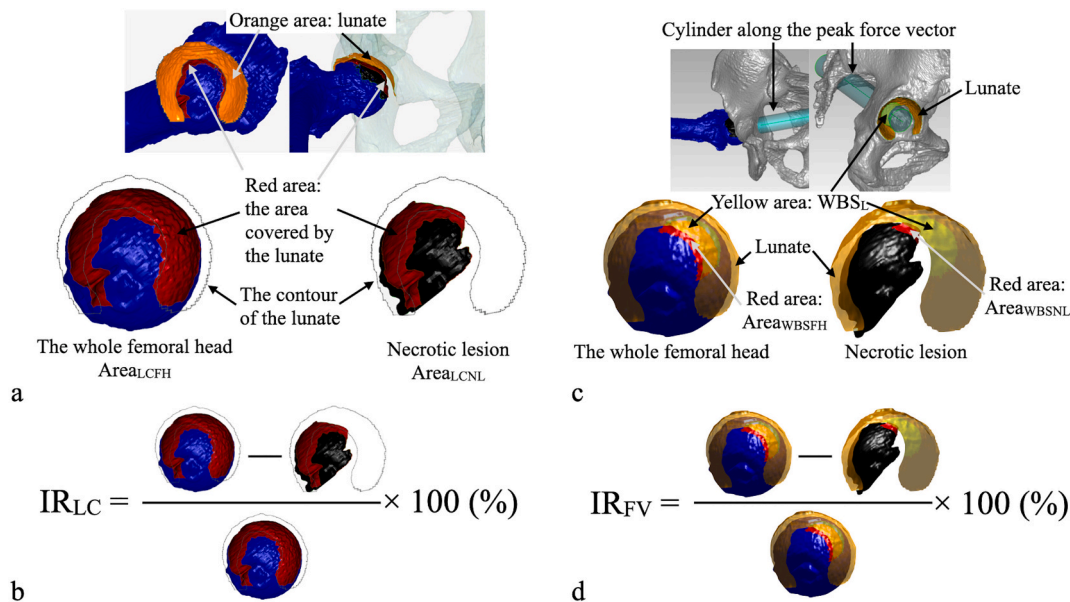 Orange area: lunate
Red area:
the area
covered by
the lunate
The contour
of the lunate
The whole femoral head
AreaLCFH
Necrotic lesion
AreaLCNL
a
IRLC = × 100 (%)
b
Cylinder along the peak force vector
Lunate
Yellow area: WBSL
Lunate
Red area:
AreaWBSFH
Red area:
AreaWBSNL
The whole femoral head
Necrotic lesion
c
IRFV = × 100 (%)
d